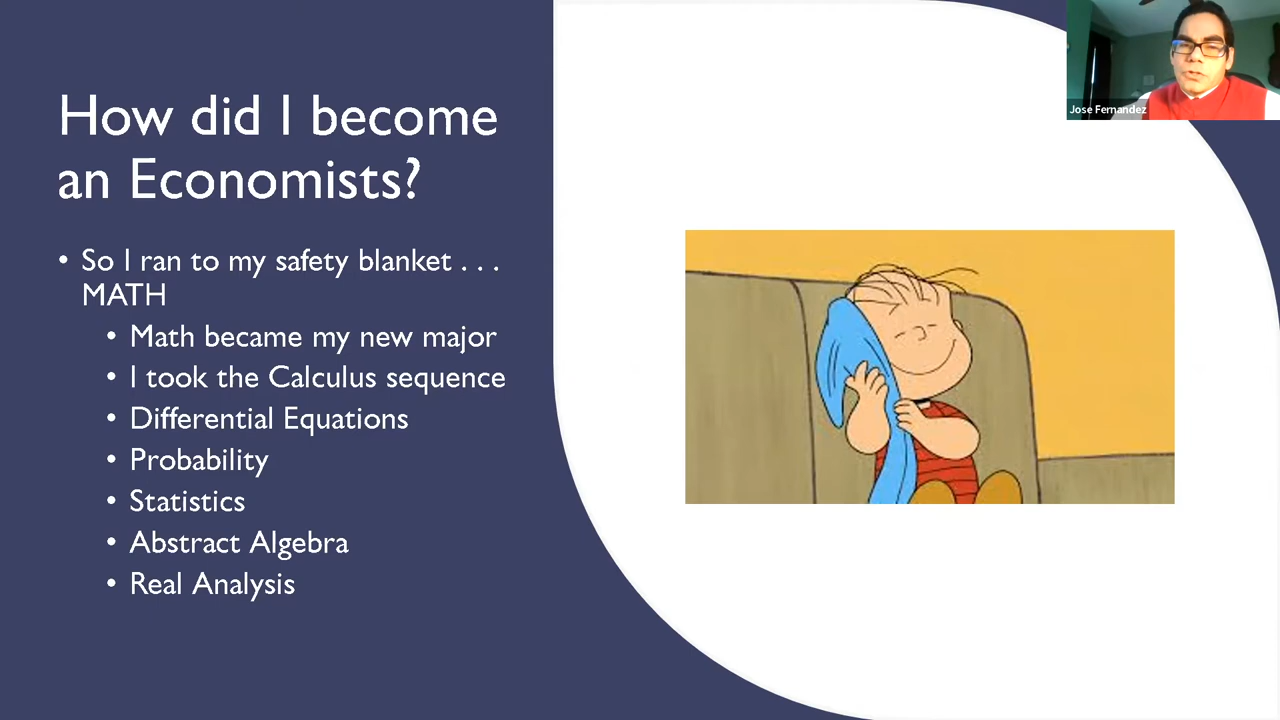 How did I become
an Economists?
• So I ran to my safety blanket . . .
MATH
• Math became my new major
• I took the Calculus sequence
• Differential Equations
• Probability
• Statistics
• Abstract Algebra
• Real Analysis
Jose Fernandez